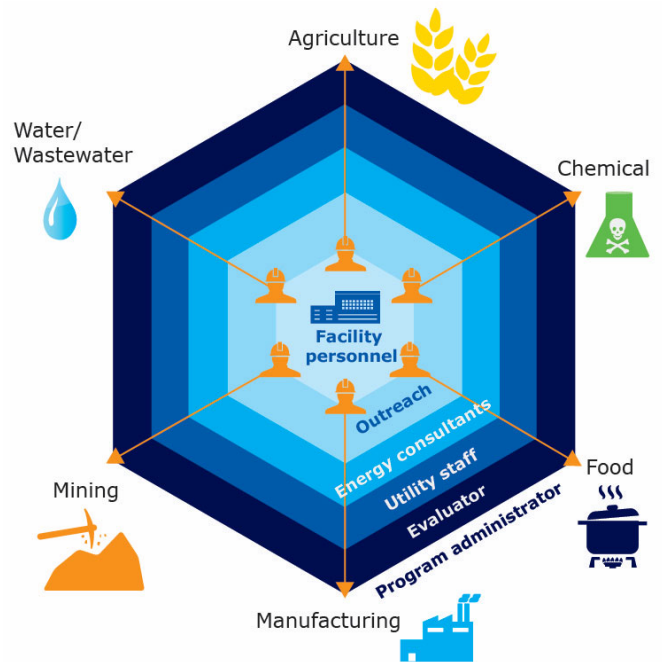 Agriculture
Water/
Wastewater
Chemical
Facility
personnel
Outreach
Energy consultants
Utility staff
Evaluator
Program administrator
Mining
Food
Manufacturing